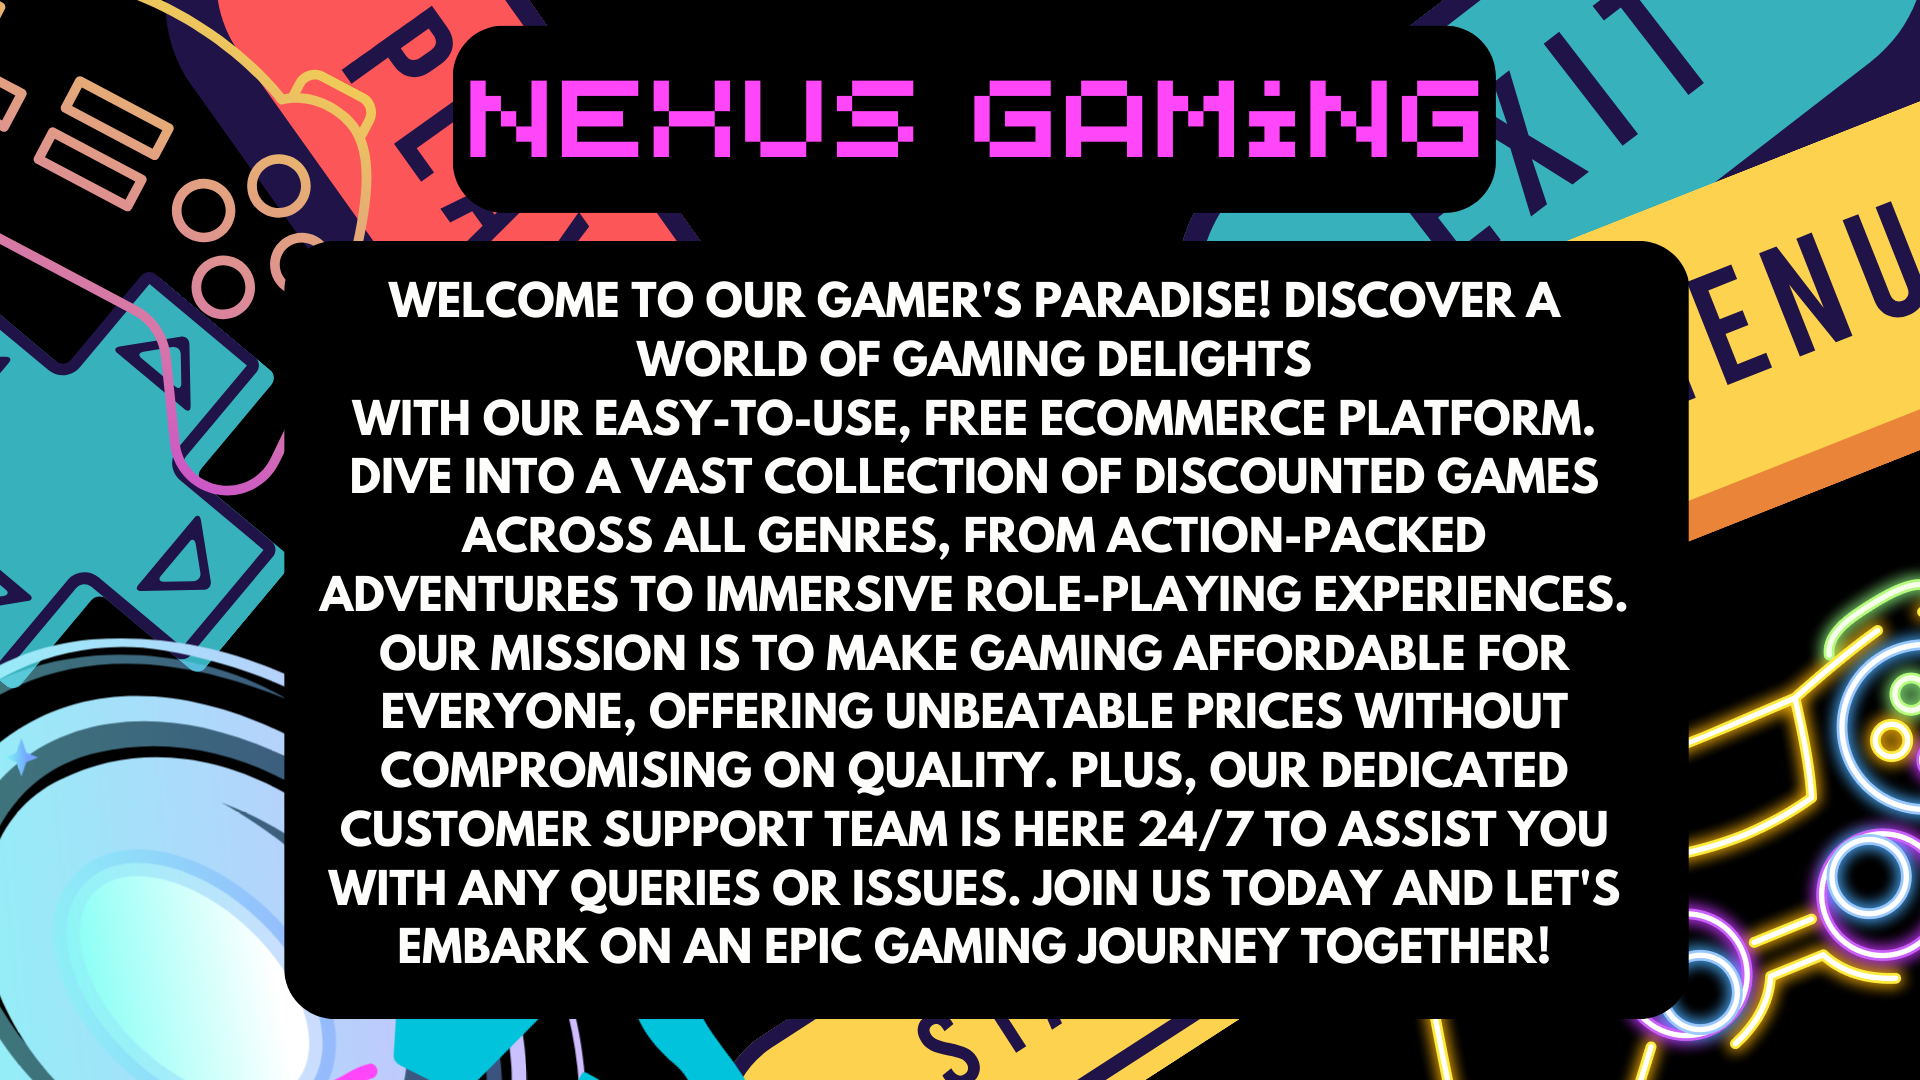 PLA
EXIT
NEXUS GAMING
ENU
WELCOME TO OUR GAMER'S PARADISE! DISCOVER A
WORLD OF GAMING DELIGHTS
WITH OUR EASY-TO-USE, FREE ECOMMERCE PLATFORM.
DIVE INTO A VAST COLLECTION OF DISCOUNTED GAMES
ACROSS ALL GENRES, FROM ACTION-PACKED
ADVENTURES TO IMMERSIVE ROLE-PLAYING EXPERIENCES.
OUR MISSION IS TO MAKE GAMING AFFORDABLE FOR
EVERYONE, OFFERING UNBEATABLE PRICES WITHOUT
COMPROMISING ON QUALITY. PLUS, OUR DEDICATED
CUSTOMER SUPPORT TEAM IS HERE 24/7 TO ASSIST YOU
WITH ANY QUERIES OR ISSUES. JOIN US TODAY AND LET'S
EMBARK ON AN EPIC GAMING JOURNEY TOGETHER!